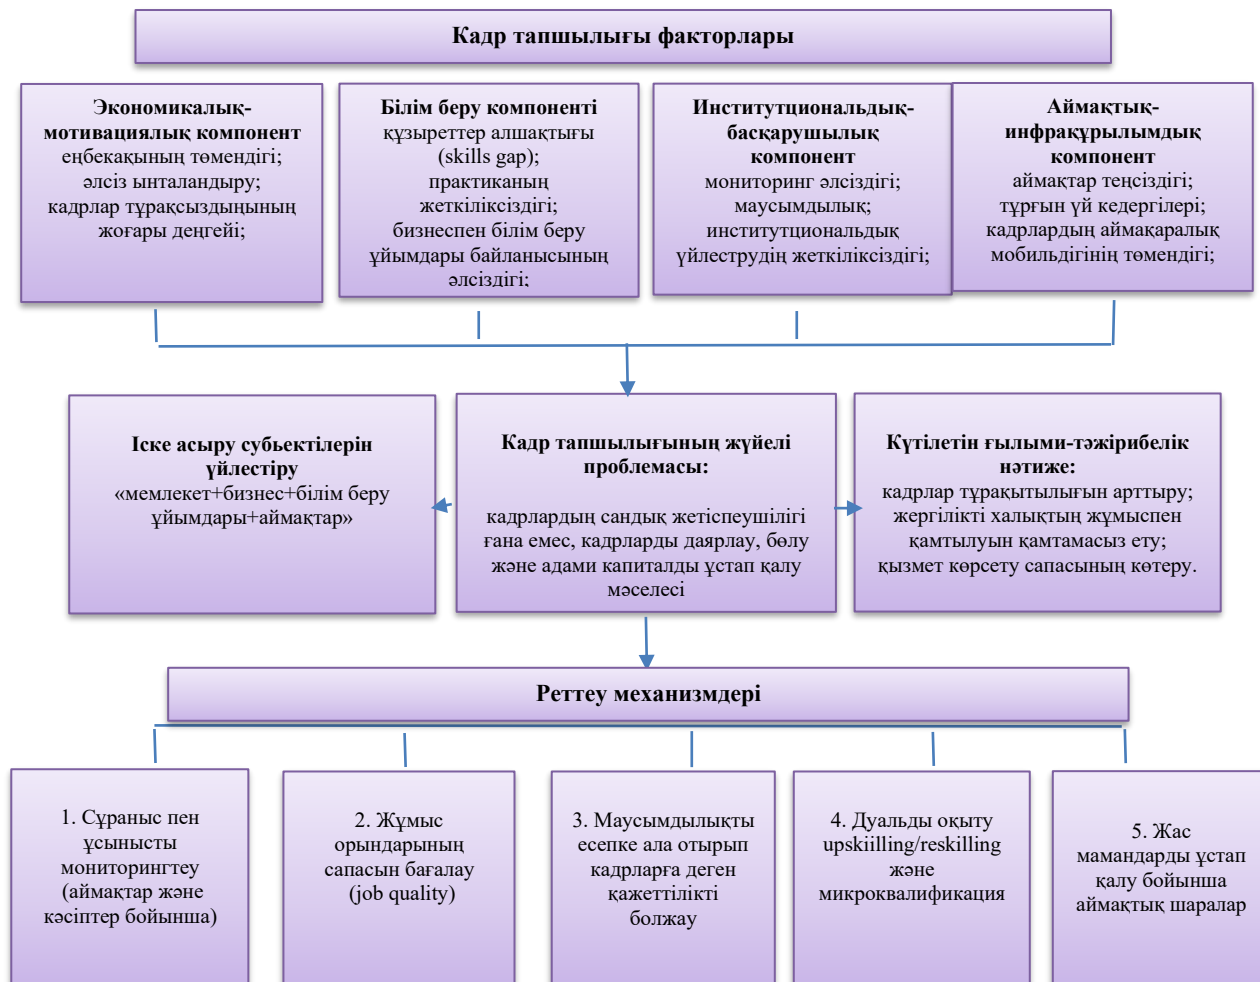 Кадр тапшылығы факторлары
Экономикалық-
мотивациялық компонент
еңбекақының төмендігі;
әлсіз ынталандыру;
кадрлар тұрақсыздыңының
жоғары деңгейі;
Білім беру компоненті
құзыреттер алшақтығы
(skills gap);
практиканың
жеткіліксіздігі;
бизнеспен білім беру
ұйымдары байланысының
әлсіздігі;
Институтциональдық-
басқарушылық
компонент
мониторинг әлсіздігі;
маусымдылық;
институтциональдық
үйлеструдің жеткіліксіздігі;
Аймақтық-
инфрақұрылымдық
компонент
аймақтар теңсіздігі;
тұрғын үй кедергілері;
кадрлардың аймақаралық
мобильдігінің төмендігі;
Іске асыру субьектілерін
үйлестіру
«мемлекет+бизнес+білім беру
ұйымдары+аймақтар»
Кадр тапшылығының жүйелі
проблемасы:
кадрлардың сандық жетіспеушілігі
ғана емес, кадрларды даярлау, бөлу
және адами капиталды ұстап қалу
мәселесі
Күтілетін ғылыми-тәжірибелік
нәтиже:
кадрлар тұрақытылығын арттыру;
жергілікті халықтың жұмыспен
қамтылуын қамтамасыз ету;
қызмет көрсету сапасының көтеру.
Реттеу механизмдері
1. Сұраныс пен
ұсынысты
мониторингтеу
(аймақтар және
кәсіптер бойынша)
2. Жұмыс
орындарының
сапасын бағалау
(job quality)
3. Маусымдылықты
есепке ала отырып
кадрларға деген
қажеттілікті
болжау
4. Дуальды оқыту
upskiilling/reskilling
және
микроквалификация
5. Жас
мамандарды ұстап
қалу бойынша
аймақтық шаралар